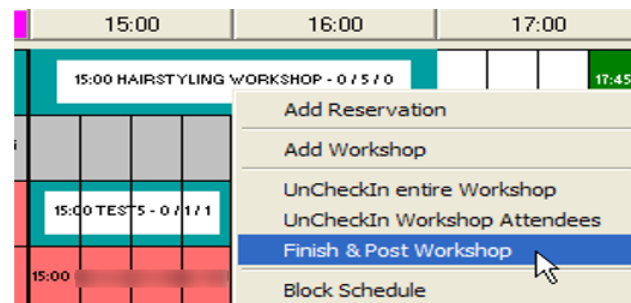 15:00 16:00 17:00
15:00 HAIRSTYLING WORKSHOP - 0 / 5 / 0
17:45
Add Reservation
Add Workshop
UnCheckIn entire Workshop
15:00 TEST5 - 0 / 1 / 1
UnCheckIn Workshop Attendees
Finish & Post Workshop
15:00
Block Schedule